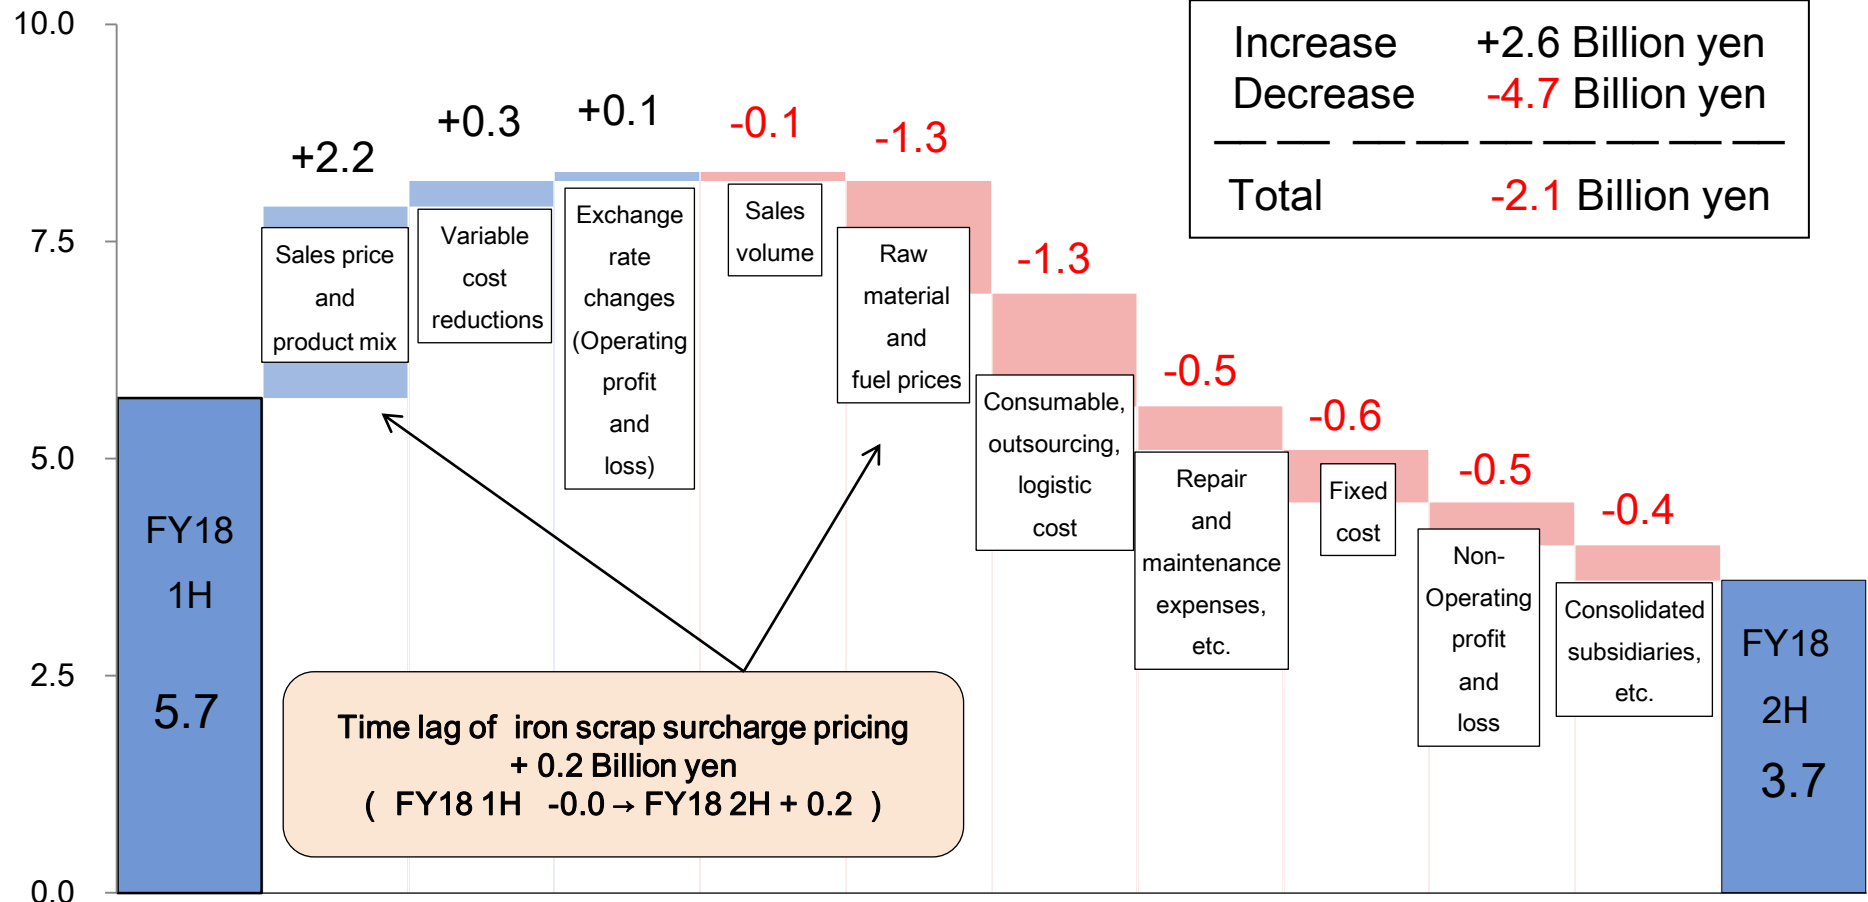 10.0
7.5
5.0
2.5
0.0
Increase +2.6 Billion yen
Decrease -4.7 Billion yen
Total -2.1 Billion yen
FY18
1H
5.7
+2.2
Sales price
and
product mix
+0.3
Variable
cost
reductions
+0.1
Exchange
rate
changes
(Operating
profit
and
loss)
-0.1
Sales
volume
-1.3
Raw
material
and
fuel prices
-1.3
Consumable,
outsourcing,
logistic
cost
-0.5
Repair
and
maintenance
expenses,
etc.
-0.6
Fixed
cost
-0.5
Non-
Operating
profit
and
loss
-0.4
Consolidated
subsidiaries,
etc.
FY18
2H
3.7
Time lag of iron scrap surcharge pricing
+ 0.2 Billion yen
( FY18 1H -0.0 → FY18 2H + 0.2 )